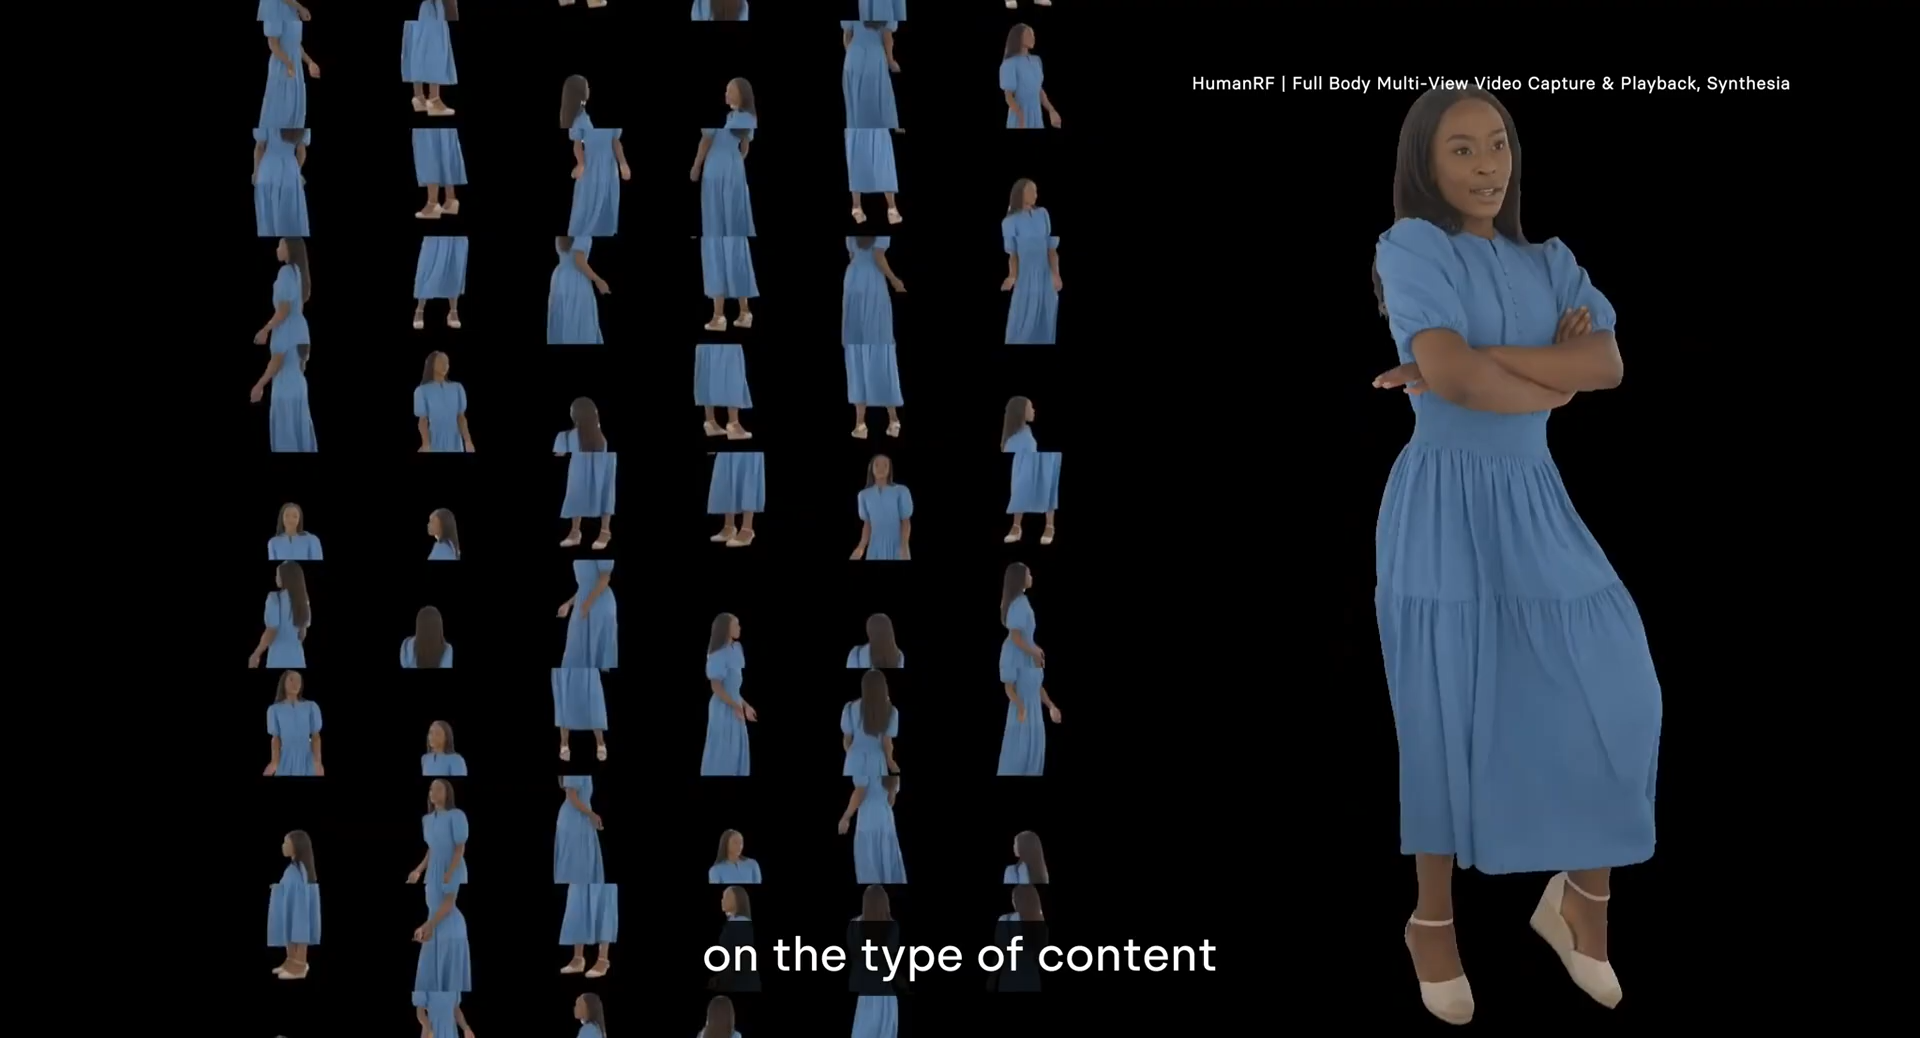 HumanRF | Full Body Multi-View Video Capture & Playback, Synthesia
on the type of content